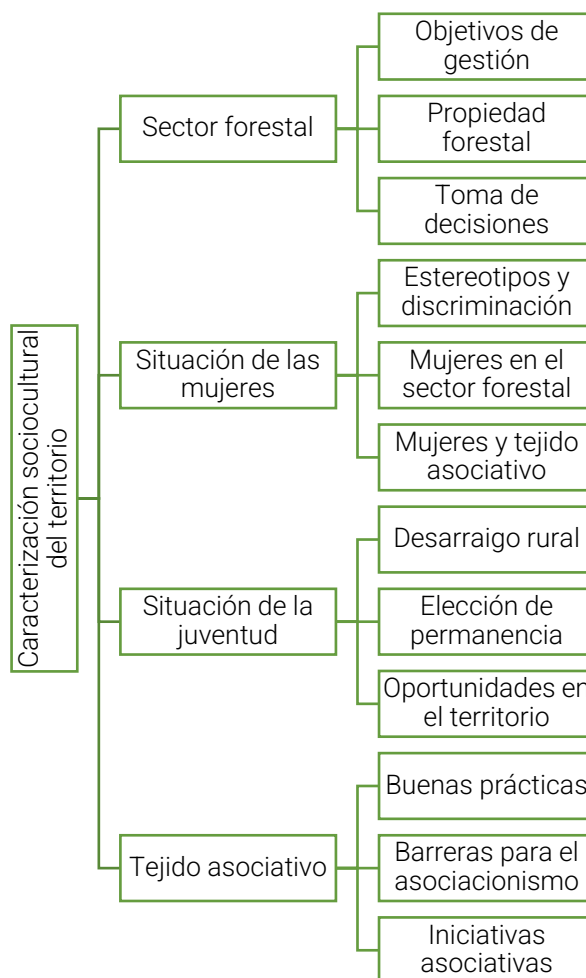 Caracterización sociocultural
del territorio
Sector forestal
Objetivos de
gestión
Propiedad
forestal
Toma de
decisiones
Situación de las
mujeres
Estereotipos y
discriminación
Mujeres en el
sector forestal
Mujeres y tejido
asociativo
Situación de la
juventud
Desarraigo rural
Elección de
permanencia
Oportunidades en
el territorio
Tejido asociativo
Buenas prácticas
Barreras para el
asociacionismo
Iniciativas
asociativas